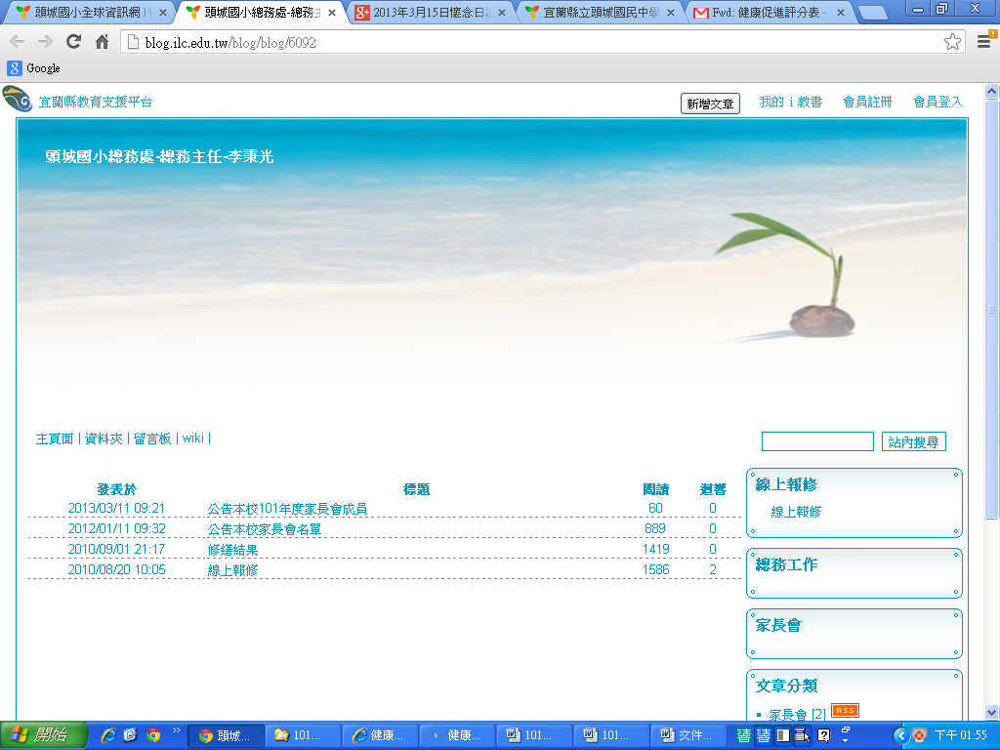 頭城國小全球資訊網 |
頭城國小總務處-總務主
2013年3月15日懷念日
宜蘭縣立頭城國民中學
Fwd: 健康促進評分表 -
blog.ilc.edu.tw/blog/blog/6092
Google
宜蘭縣教育支援平台
新增文章 我的 i 教書 會員註冊 會員登入
頭城國小總務處-總務主任-李秉光
主頁面 | 資料夾 | 留言板 | wiki |
站內搜尋
發表於 標題 閱讀 迴響
2013/03/11 09:21 公告本校101年度家長會成員 60 0
2012/01/11 09:32 公告本校家長會名單 889 0
2010/09/01 21:17 修繕結果 1419 0
2010/08/20 10:05 線上報修 1586 2
線上報修
線上報修
總務工作
家長會
文章分類
家長會 [2] RSS
開始
頭城...
101...
健康...
健康...
101...
101...
文件...
下午 01:55